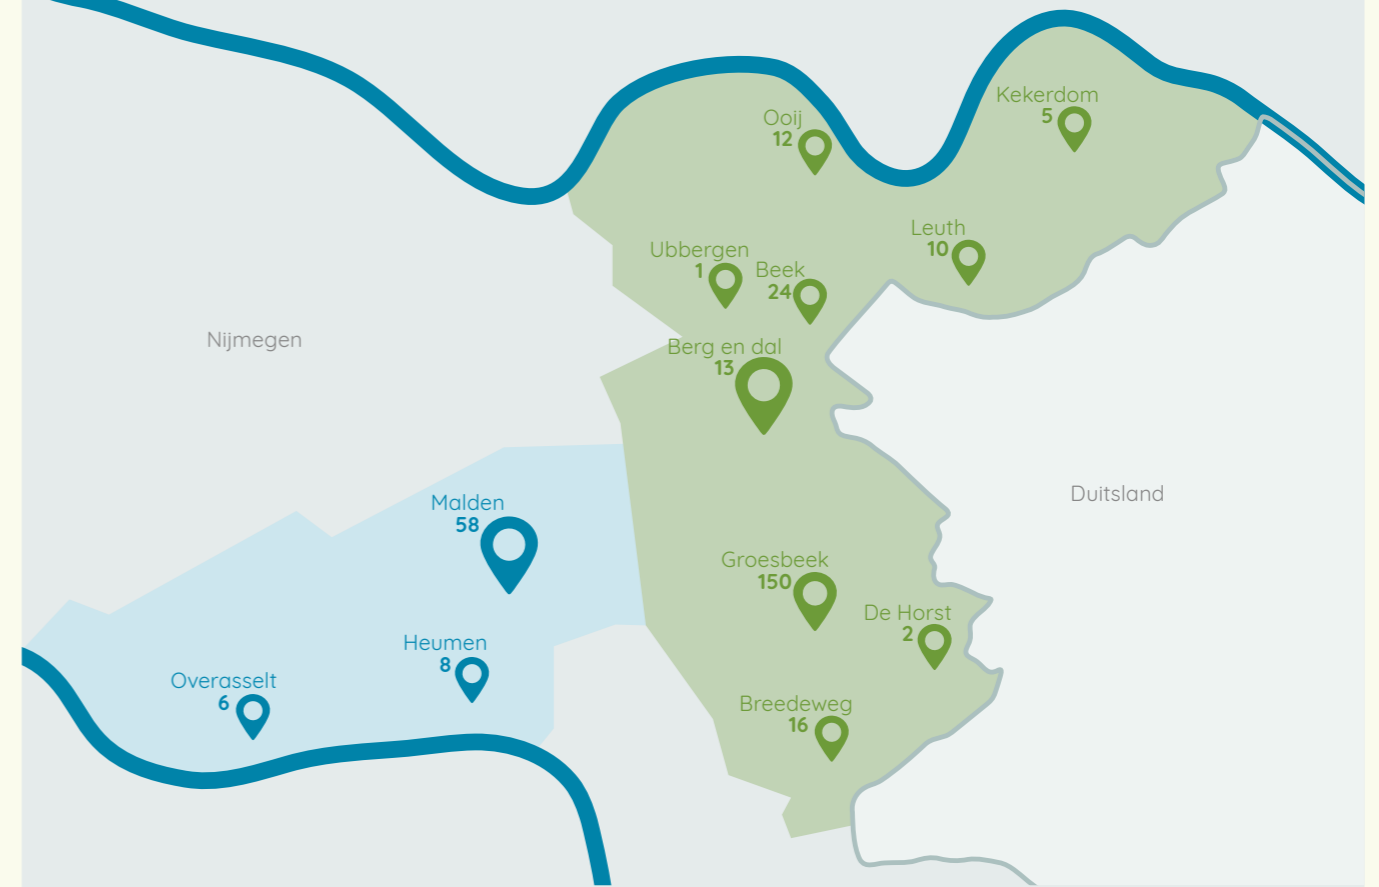 Kekerdom
5
Ooij
12
Leuth
10
Ubbergen
1
Beek
24
Nijmegen
Berg en dal
13
Duitsland
Malden
58
Groesbeek
150
De Horst
2
Heumen
8
Overasselt
6
Breedeweg
16